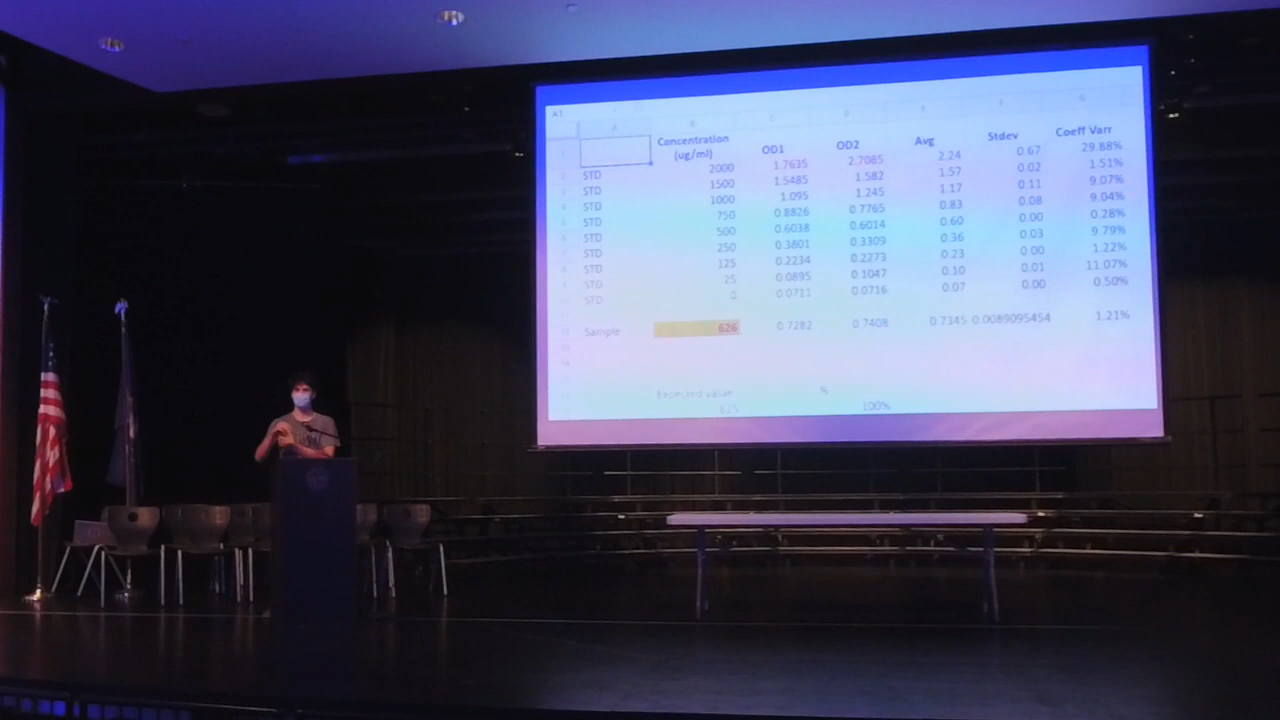 A1
A B C D E F G
Concentration (ug/ml) OD1 OD2 Avg Stdev Coeff Varr
STD 2000 1.7635 2.7085 2.24 0.67 29.88%
STD 1500 1.5485 1.582 1.57 0.02 1.51%
STD 1000 1.095 1.245 1.17 0.11 9.07%
STD 750 0.8826 0.7765 0.83 0.08 9.04%
STD 500 0.6038 0.6014 0.60 0.00 0.28%
STD 250 0.3801 0.3309 0.36 0.03 9.79%
STD 125 0.2234 0.2273 0.23 0.00 1.22%
STD 25 0.0895 0.1047 0.10 0.01 11.07%
STD 0 0.0711 0.0716 0.07 0.00 0.50%
Sample 626 0.7282 0.7408 0.7345 0.0089095454 1.21%
Expected value %
625 100%